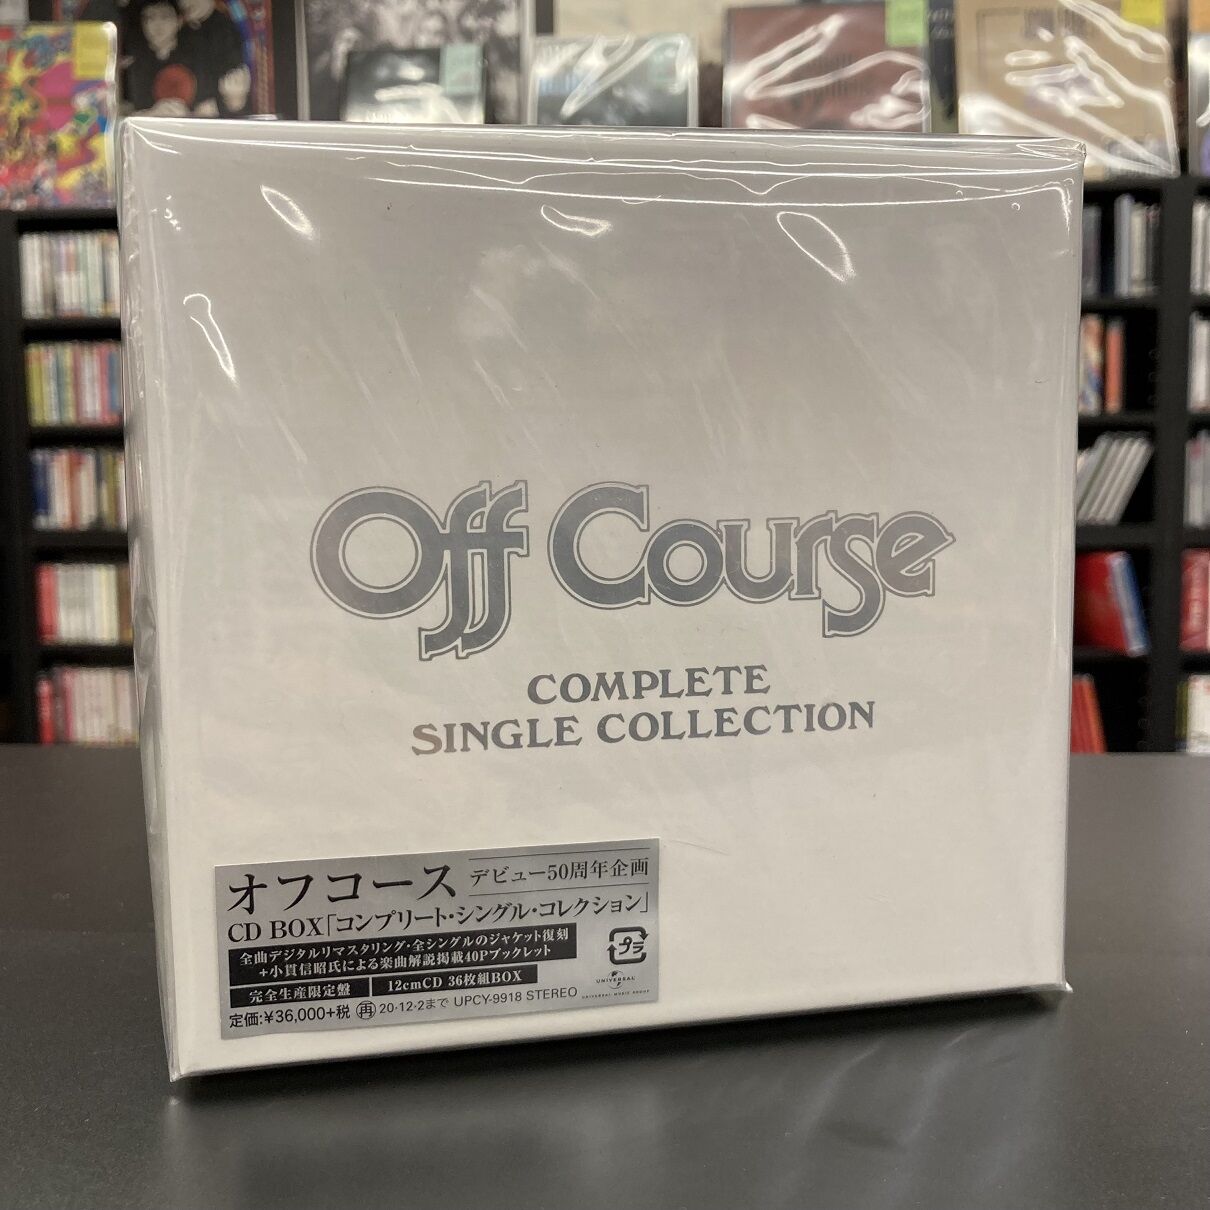 Off Course
COMPLETE
SINGLE COLLECTION
オフコース デビュー50周年企画
CD BOX「コンプリート・シングル・コレクション」
全曲デジタルリマスタリング・全シングルのジャケット復刻
+小貫信昭氏による楽曲解説掲載40Pブックレット
完全生産限定盤 12cmCD 36枚組BOX
プラ
UNIVERSAL
UNIVERSAL MUSIC GROUP
定価:¥36,000+税 再 20・12・2まで UPCY-9918 STEREO